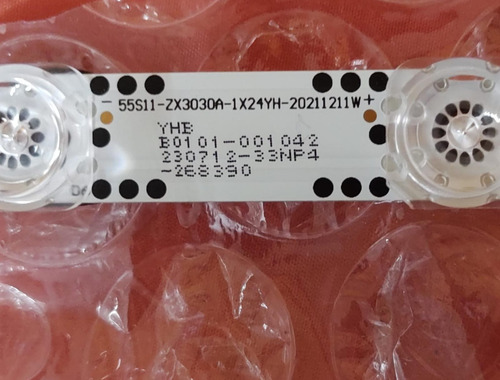 - 55S11-ZX3030A-1X24YH-20211211W +
YHB
B0101-001042
230712-33NP4
-2E8390